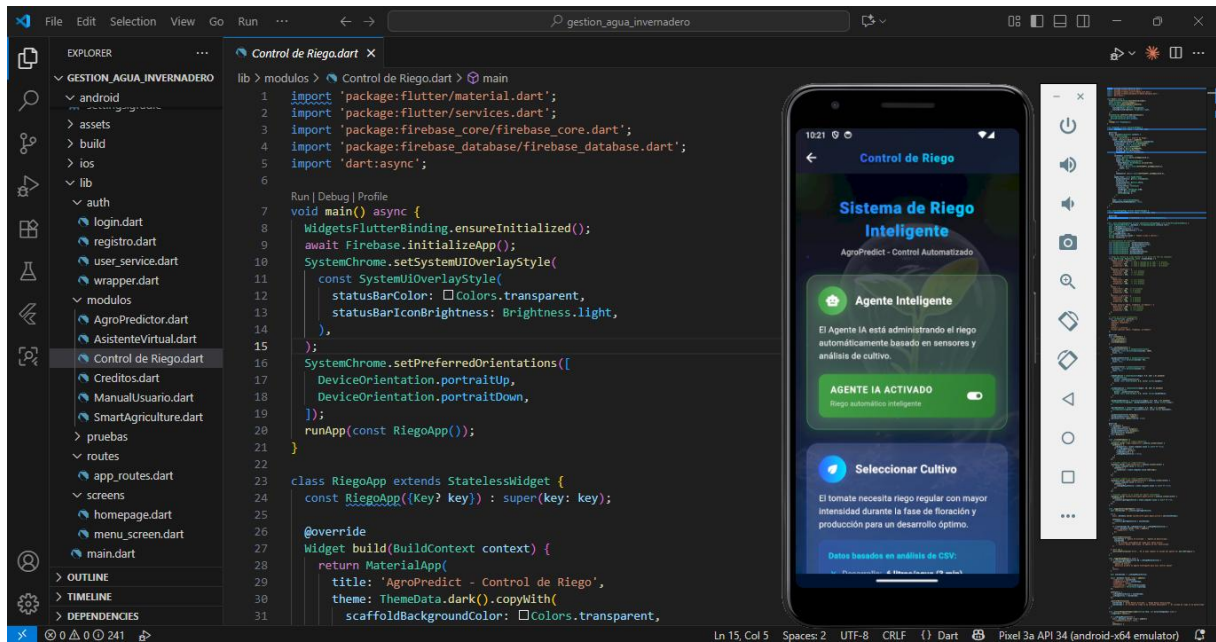 File Edit Selection View Go Run ··· gestion_agua_invernadero
EXPLORER ···
GESTION_AGUA_INVERNADERO
android
assets
build
ios
lib
auth
login.dart
registro.dart
user_service.dart
wrapper.dart
modulos
AgroPredictor.dart
AsistenteVirtual.dart
Control de Riego.dart
Creditos.dart
ManualUsuario.dart
SmartAgriculture.dart
pruebas
routes
app_routes.dart
screens
homepage.dart
menu_screen.dart
main.dart
OUTLINE
TIMELINE
DEPENDENCIES
Control de Riego.dart
lib > modulos > Control de Riego.dart > main
1 import 'package:flutter/material.dart';
2 import 'package:flutter/services.dart';
3 import 'package:firebase_core/firebase_core.dart';
4 import 'package:firebase_database/firebase_database.dart';
5 import 'dart:async';
6
Run | Debug | Profile
7 void main() async {
8 WidgetsFlutterBinding.ensureInitialized();
9 await Firebase.initializeApp();
10 SystemChrome.setSystemUIOverlayStyle(
11 const SystemUiOverlayStyle(
12 statusBarColor: Colors.transparent,
13 statusBarIconBrightness: Brightness.light,
14 ),
15 );
16 SystemChrome.setPreferredOrientations([
17 DeviceOrientation.portraitUp,
18 DeviceOrientation.portraitDown,
19 ]);
20 runApp(const RiegoApp());
21 }
22
23 class RiegoApp extends StatelessWidget {
24 const RiegoApp({Key? key}) : super(key: key);
25
26 @override
27 Widget build(BuildContext context) {
28 return MaterialApp(
29 title: 'AgroPredict - Control de Riego',
30 theme: ThemeData.dark().copyWith(
31 scaffoldBackgroundColor: Colors.transparent,
10:21
Control de Riego
Sistema de Riego
Inteligente
AgroPredict - Control Automatizado
Agente Inteligente
El Agente IA está administrando el riego
automáticamente basado en sensores y
análisis de cultivo.
AGENTE IA ACTIVADO
Riego automático inteligente
Seleccionar Cultivo
El tomate necesita riego regular con mayor
intensidad durante la fase de floración y
producción para un desarrollo óptimo.
Datos basados en análisis de CSV:
0 0 241
Ln 15, Col 5 Spaces: 2 UTF-8 CRLF {} Dart Pixel 3a API 34 (android-x64 emulator)